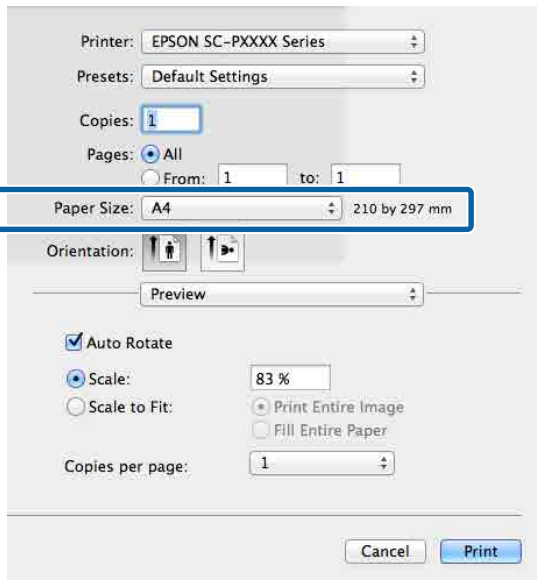 Printer: EPSON SC-PXXXX Series
Presets: Default Settings
Copies: 1
Pages: All
From: 1 to: 1
Paper Size: A4 210 by 297 mm
Orientation:
Preview
Auto Rotate
Scale: 83 %
Scale to Fit: Print Entire Image
Fill Entire Paper
Copies per page: 1
Cancel Print